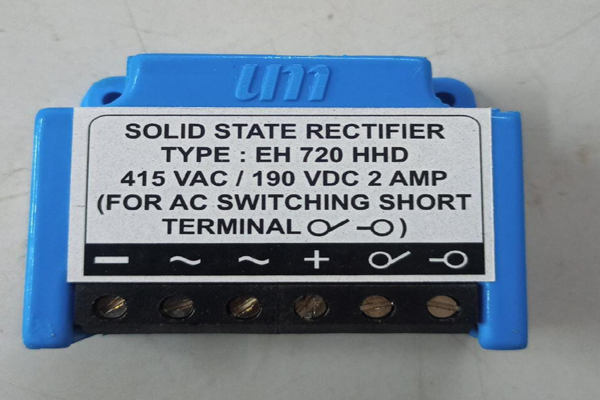 um
SOLID STATE RECTIFIER
TYPE : EH 720 HHD
415 VAC / 190 VDC 2 AMP
(FOR AC SWITCHING SHORT
TERMINAL )
− ~ ~ +